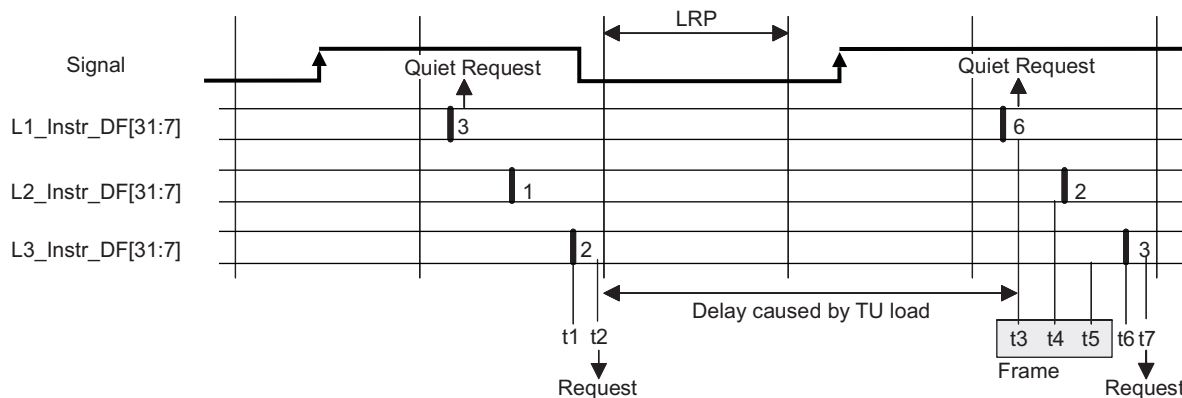 LRP
Signal
Quiet Request Quiet Request
L1_Instr_DF[31:7] 3 6
L2_Instr_DF[31:7] 1 2
L3_Instr_DF[31:7] 2 3
Delay caused by TU load
t1 t2 t3 t4 t5 t6 t7
Frame
Request Request